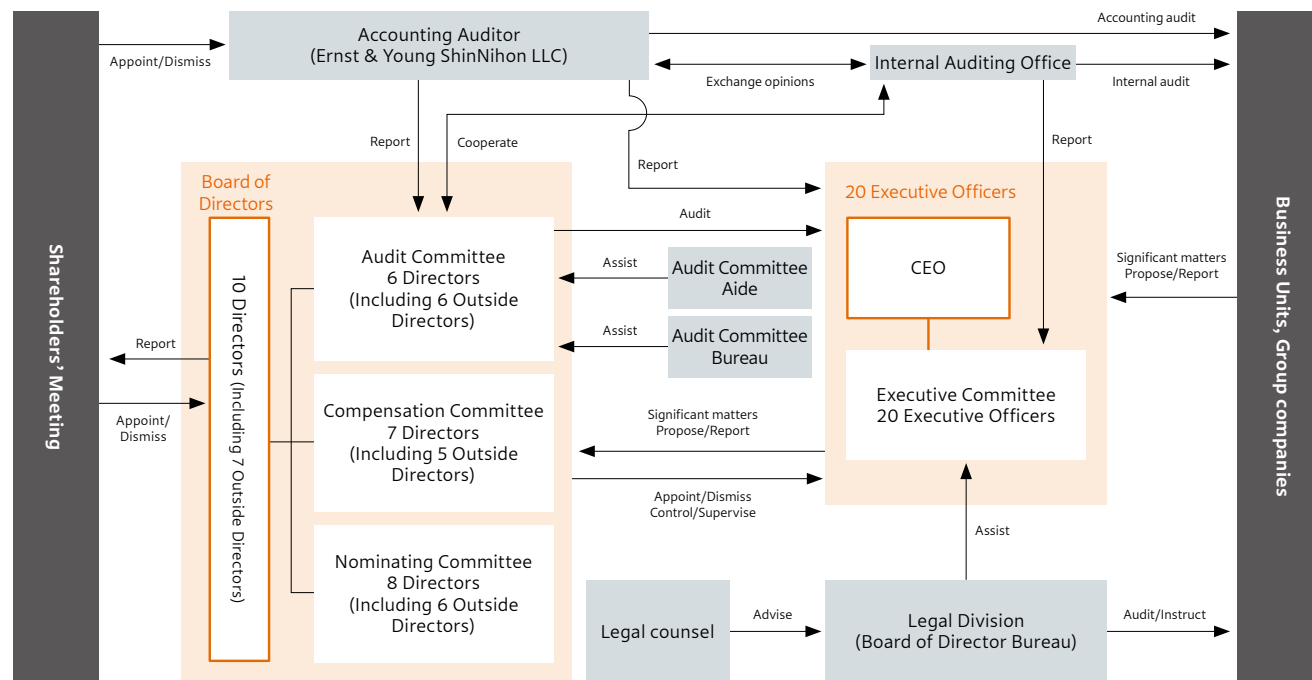 Accounting Auditor
(Ernst & Young ShinNihon LLC)
Accounting audit
Appoint/Dismiss
Internal Auditing Office
Exchange opinions
Internal audit
Report
Cooperate
Report
Report
Board of
Directors
20 Executive Officers
Audit
Shareholders’ Meeting
10 Directors (Including 7 Outside Directors)
Audit Committee
6 Directors
(Including 6 Outside
Directors)
Assist
Audit Committee
Aide
CEO
Business Units, Group companies
Significant matters
Propose/Report
Assist
Audit Committee
Bureau
Report
Appoint/
Dismiss
Compensation Committee
7 Directors
(Including 5 Outside
Directors)
Significant matters
Propose/Report
Executive Committee
20 Executive Officers
Appoint/Dismiss
Control/Supervise
Assist
Nominating Committee
8 Directors
(Including 6 Outside
Directors)
Legal counsel
Advise
Legal Division
(Board of Director Bureau)
Audit/Instruct